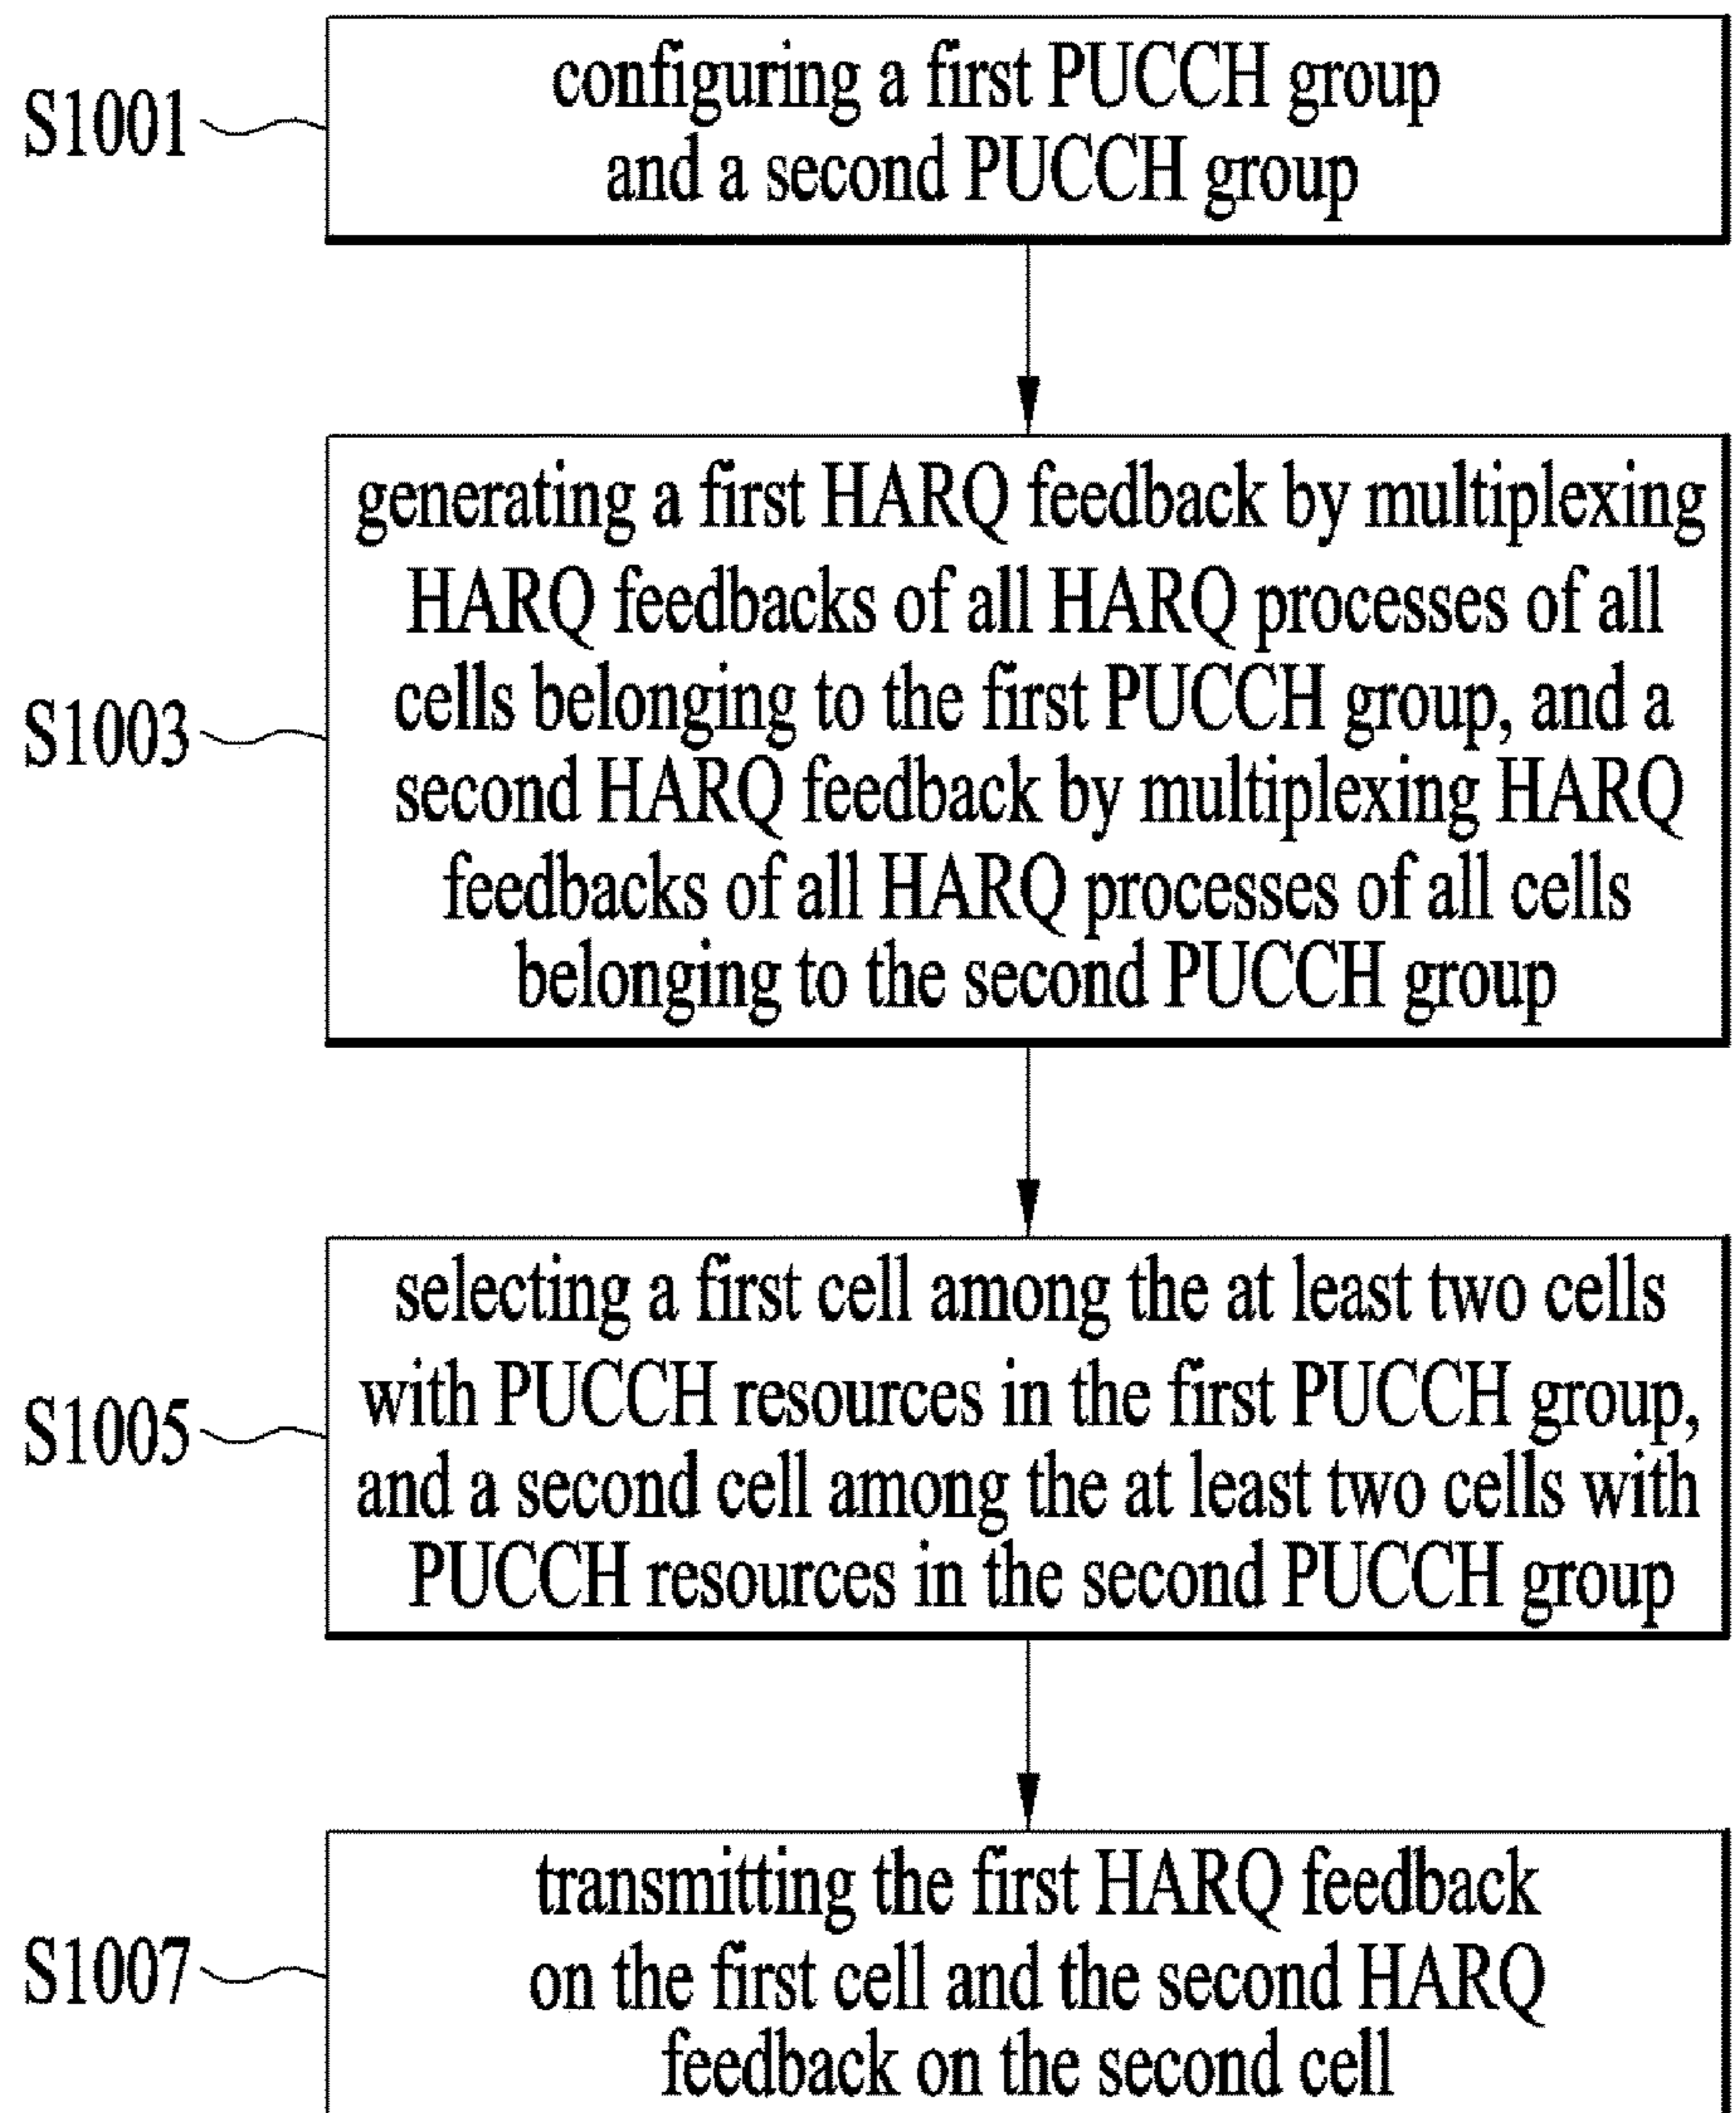 S1001
configuring a first PUCCH group
and a second PUCCH group
S1003
generating a first HARQ feedback by multiplexing
HARQ feedbacks of all HARQ processes of all
cells belonging to the first PUCCH group, and a
second HARQ feedback by multiplexing HARQ
feedbacks of all HARQ processes of all cells
belonging to the second PUCCH group
S1005
selecting a first cell among the at least two cells
with PUCCH resources in the first PUCCH group,
and a second cell among the at least two cells with
PUCCH resources in the second PUCCH group
S1007
transmitting the first HARQ feedback
on the first cell and the second HARQ
feedback on the second cell